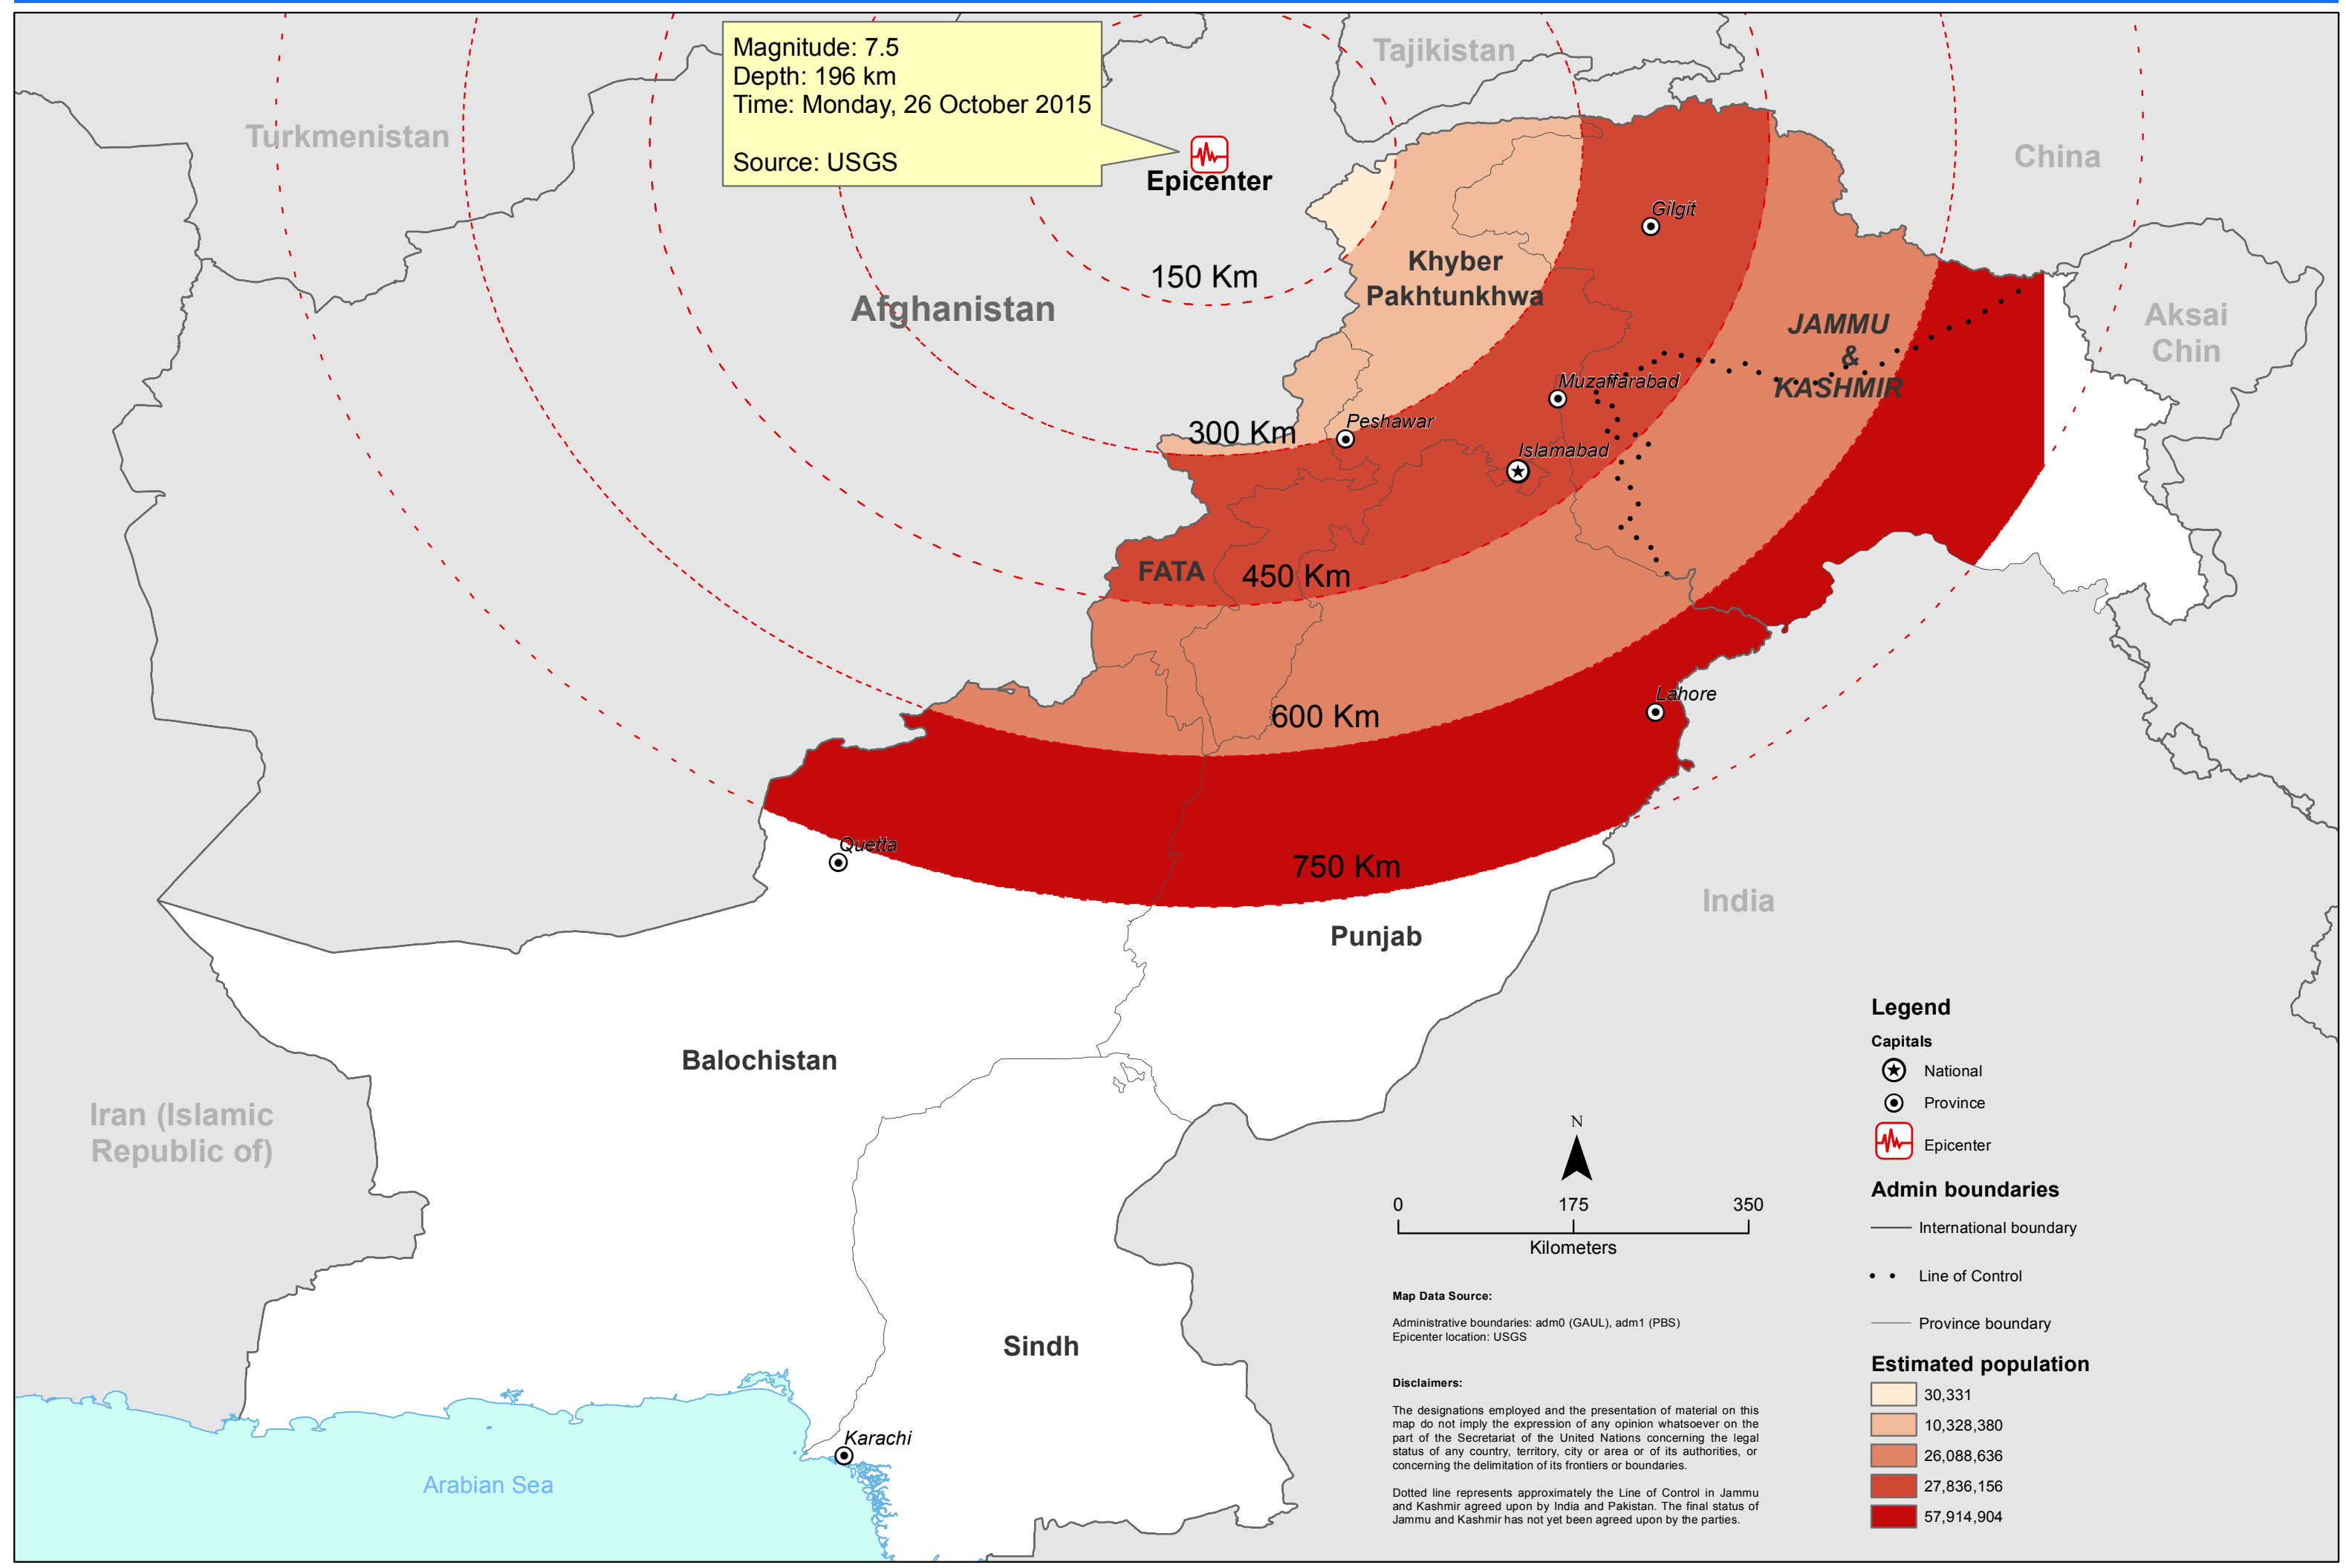 Magnitude: 7.5
Depth: 196 km
Time: Monday, 26 October 2015
Source: USGS
Epicenter
Tajikistan
Turkmenistan
China
Gilgit
150 Km
Khyber
Pakhtunkhwa
Afghanistan
JAMMU
&
KASHMIR
Aksai
Chin
Muzaffarabad
Peshawar
300 Km
Islamabad
FATA
450 Km
Lahore
600 Km
Quetta
750 Km
India
Punjab
Balochistan
Iran (Islamic
Republic of)
Sindh
Karachi
Arabian Sea
N
0 175 350
Kilometers
Map Data Source:
Administrative boundaries: adm0 (GAUL), adm1 (PBS)
Epicenter location: USGS
Disclaimers:
The designations employed and the presentation of material on this
map do not imply the expression of any opinion whatsoever on the
part of the Secretariat of the United Nations concerning the legal
status of any country, territory, city or area or of its authorities, or
concerning the delimitation of its frontiers or boundaries.
Dotted line represents approximately the Line of Control in Jammu
and Kashmir agreed upon by India and Pakistan. The final status of
Jammu and Kashmir has not yet been agreed upon by the parties.
Legend
Capitals
National
Province
Epicenter
Admin boundaries
International boundary
Line of Control
Province boundary
Estimated population
30,331
10,328,380
26,088,636
27,836,156
57,914,904